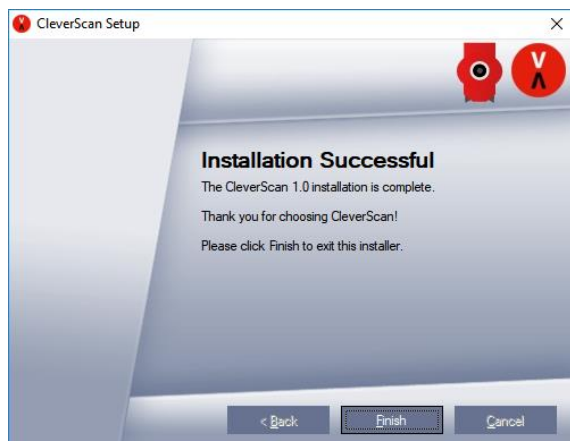 CleverScan Setup
Installation Successful
The CleverScan 1.0 installation is complete.
Thank you for choosing CleverScan!
Please click Finish to exit this installer.
< Back
Finish
Cancel